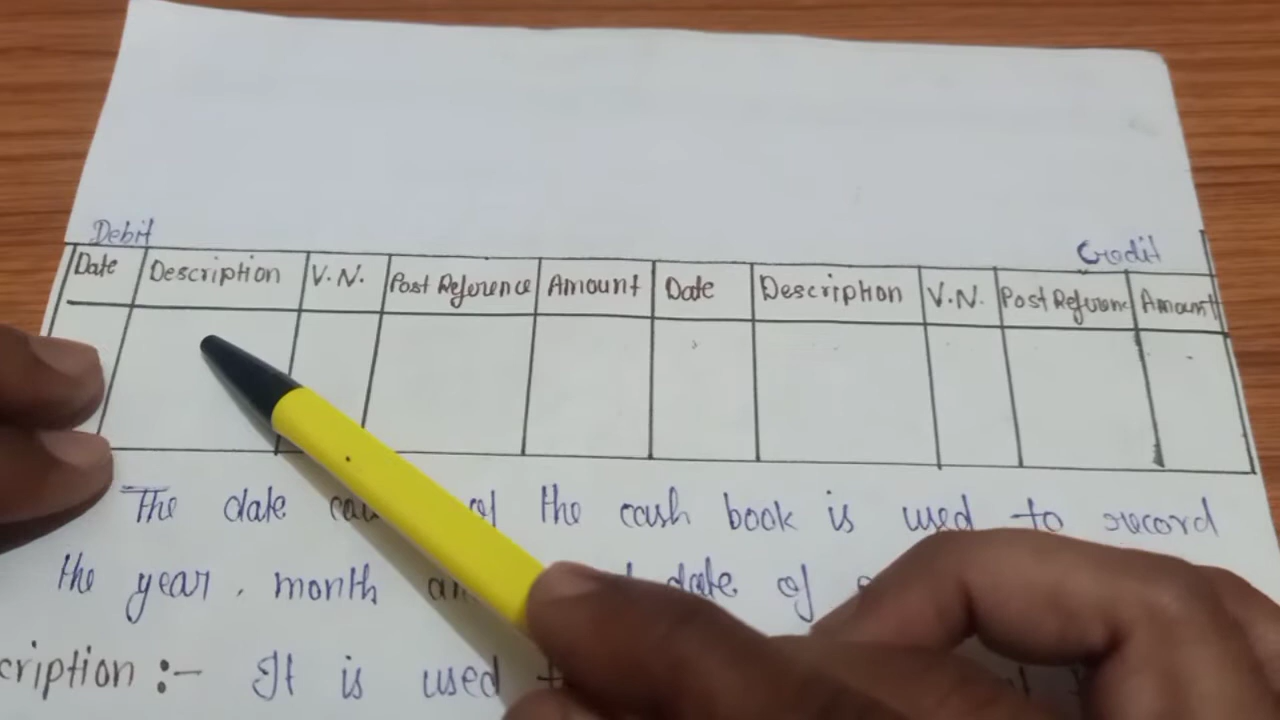 Debit Credit
Date Description V.N. Post Reference Amount Date Description V.N. Post Referenc Amount
The date of the cash book is used to record
the year, month date of
cription :- It is used